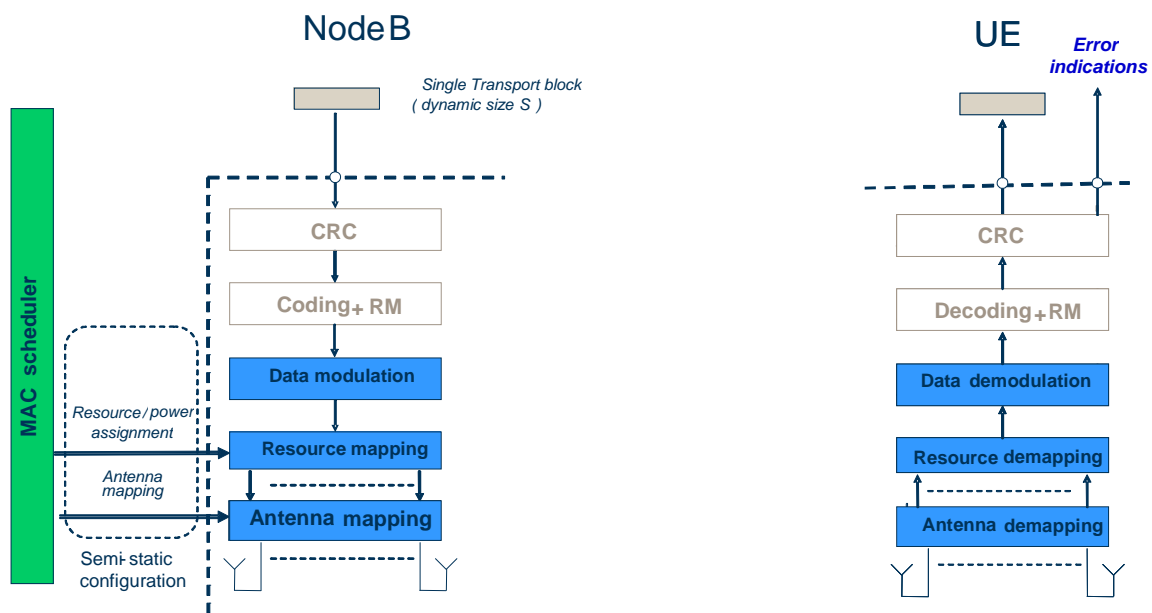 Node B
UE
Error
indications
Single Transport block
( dynamic size S )
MAC scheduler
CRC
CRC
Coding+ RM
Decoding+RM
Data modulation
Data demodulation
Resource/power
assignment
Resource mapping
Resource demapping
Antenna
mapping
Antenna mapping
Antenna demapping
Semi-static
configuration